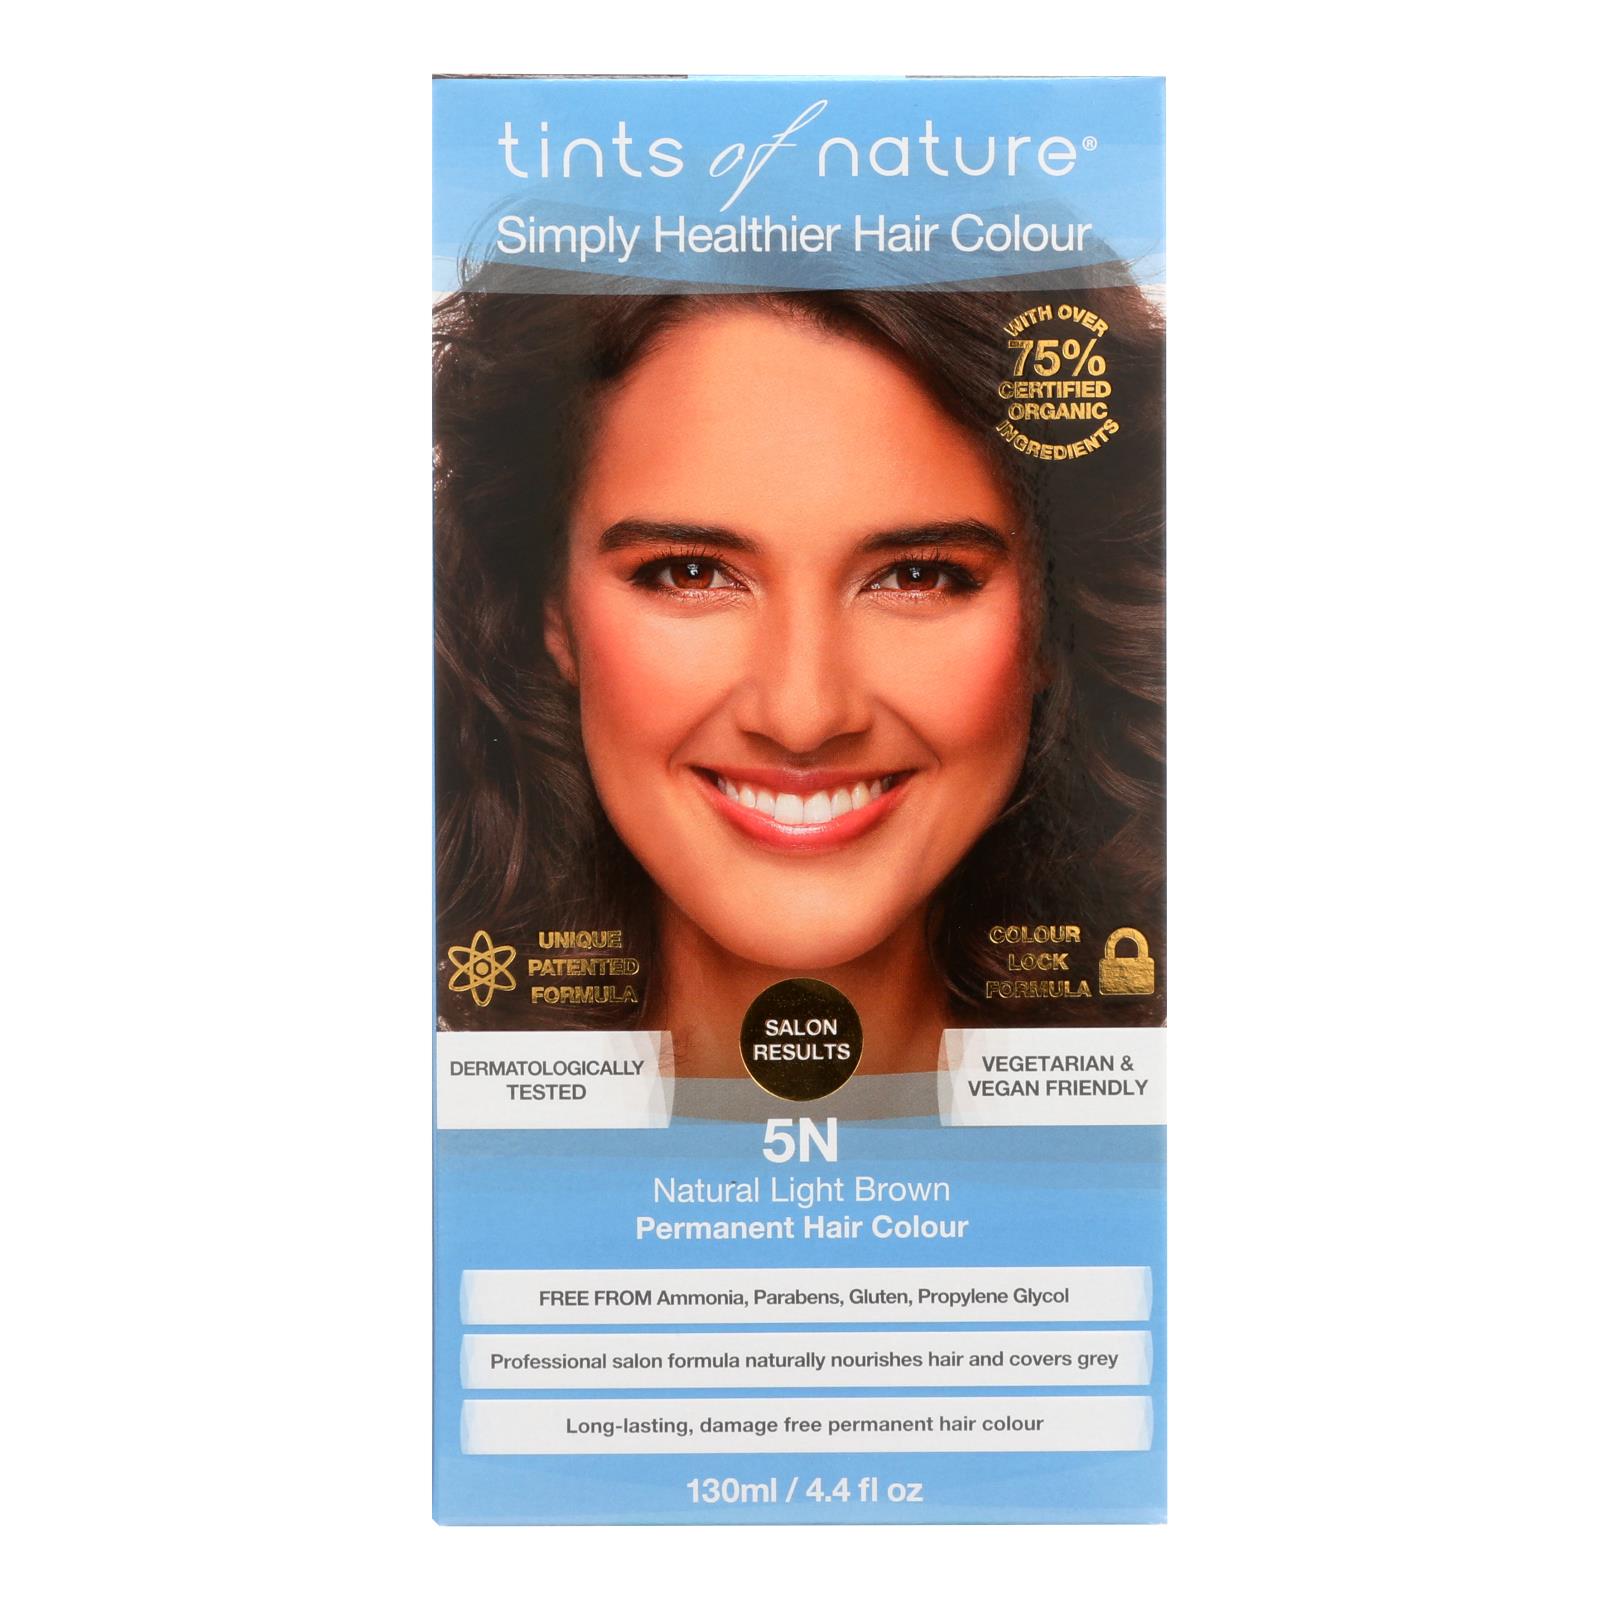 tints of nature®
Simply Healthier Hair Colour
WITH OVER
75%
CERTIFIED
ORGANIC
INGREDIENTS
UNIQUE
PATENTED
FORMULA
COLOUR
LOCK
FORMULA
SALON
RESULTS
DERMATOLOGICALLY
TESTED
VEGETARIAN &
VEGAN FRIENDLY
5N
Natural Light Brown
Permanent Hair Colour
FREE FROM Ammonia, Parabens, Gluten, Propylene Glycol
Professional salon formula naturally nourishes hair and covers grey
Long-lasting, damage free permanent hair colour
130ml / 4.4 fl oz